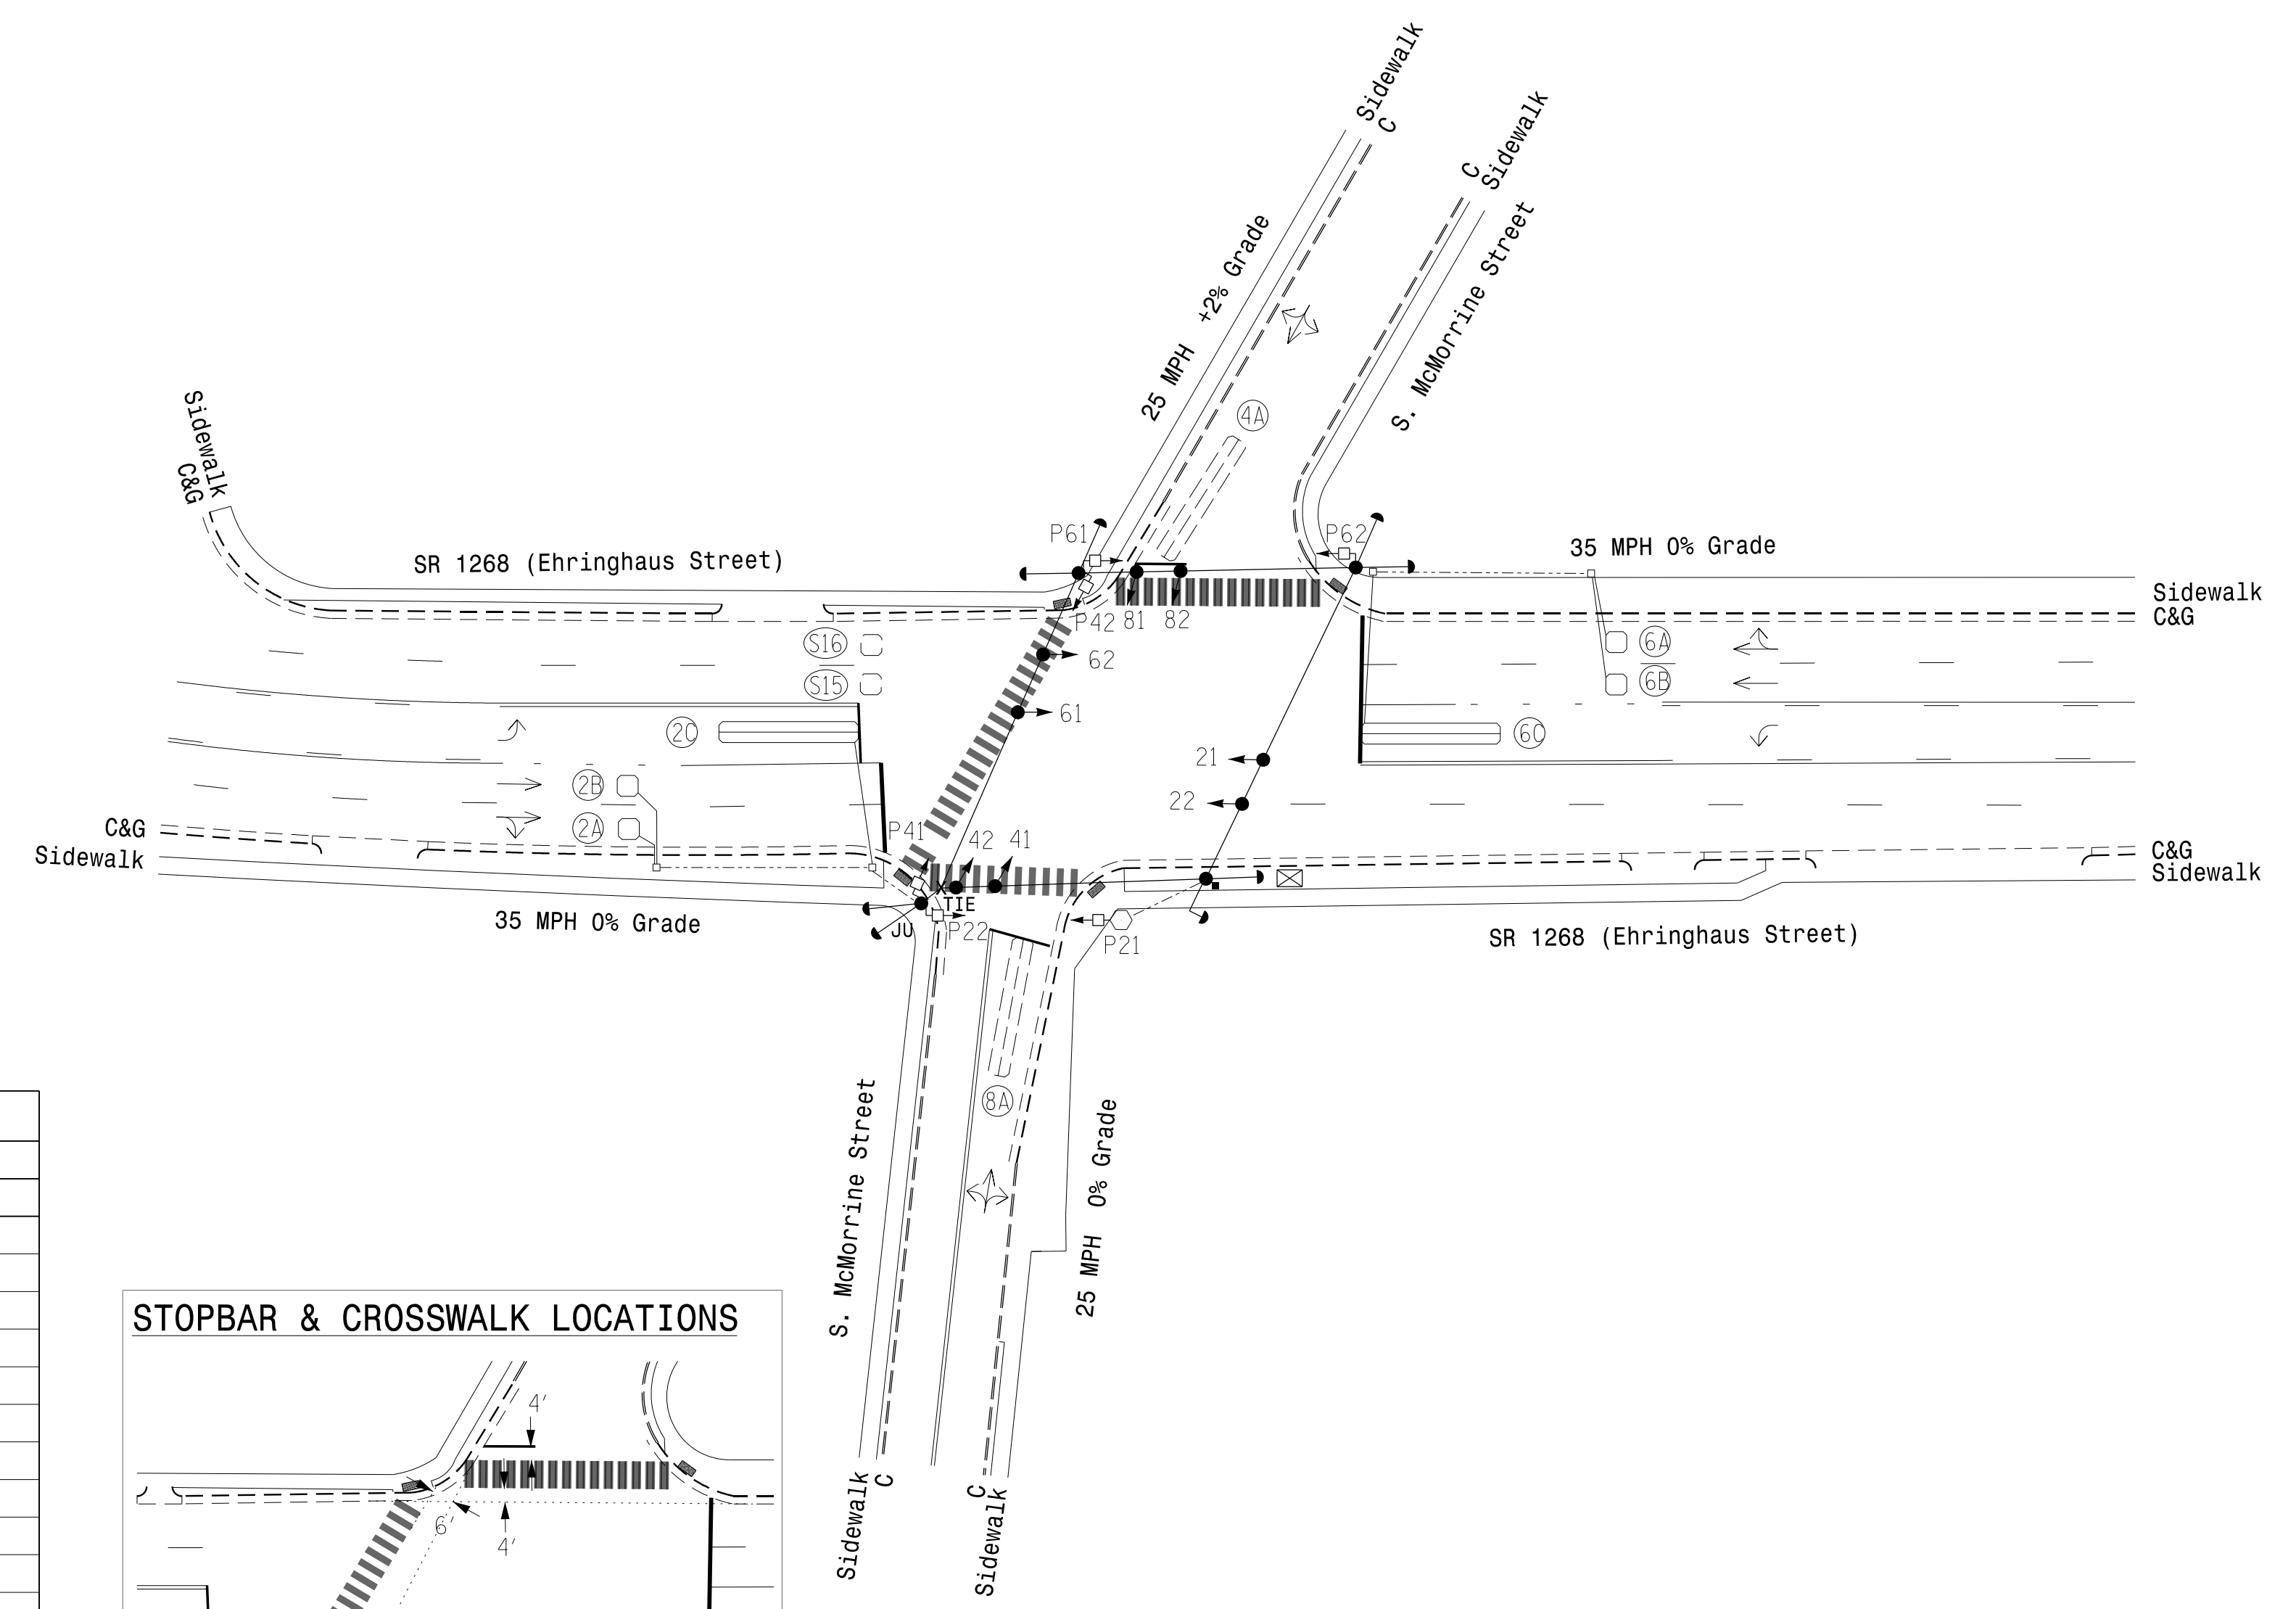 Sidewalk
C
C
Sidewalk
25 MPH +2% Grade
S. McMorrine Street
4A
Sidewalk
C&G
SR 1268 (Ehringhaus Street)
P61
P62
35 MPH 0% Grade
Sidewalk
C&G
P42
81
82
S16
62
6A
S15
6B
61
2C
6C
21
2B
22
2A
C&G
Sidewalk
P41
42
41
C&G
Sidewalk
TIE
35 MPH 0% Grade
JU
P22
P21
SR 1268 (Ehringhaus Street)
8A
S. McMorrine Street
25 MPH 0% Grade
Sidewalk
C
C
Sidewalk
STOPBAR & CROSSWALK LOCATIONS
4'
6'
4'